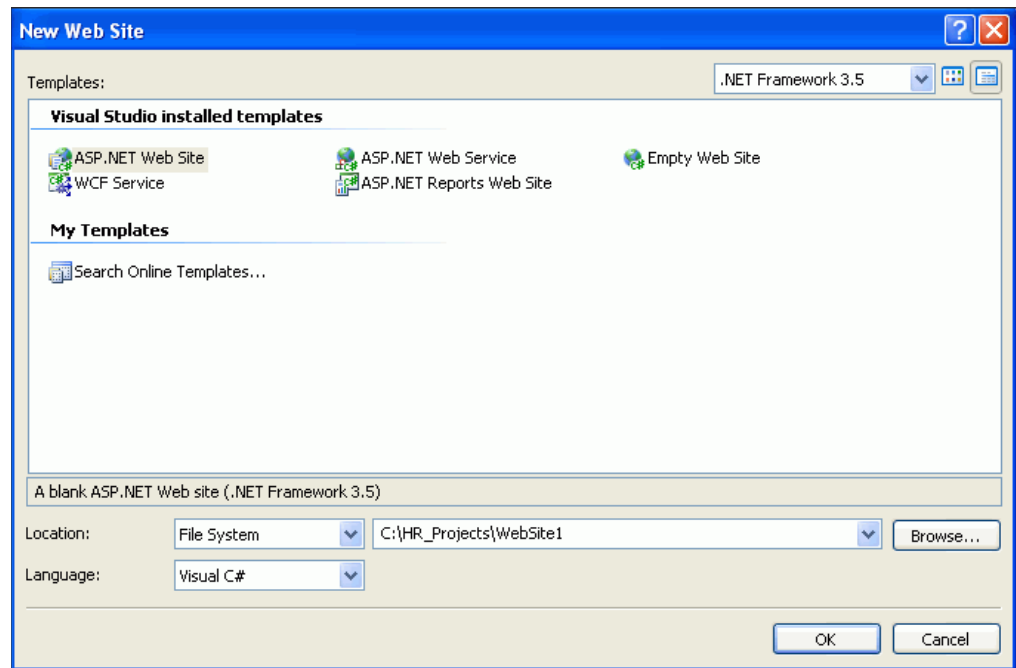 New Web Site
Templates:
.NET Framework 3.5
Visual Studio installed templates
ASP.NET Web Site
ASP.NET Web Service
Empty Web Site
WCF Service
ASP.NET Reports Web Site
My Templates
Search Online Templates...
A blank ASP.NET Web site (.NET Framework 3.5)
Location:
File System
C:\HR_Projects\WebSite1
Browse...
Language:
Visual C#
OK
Cancel